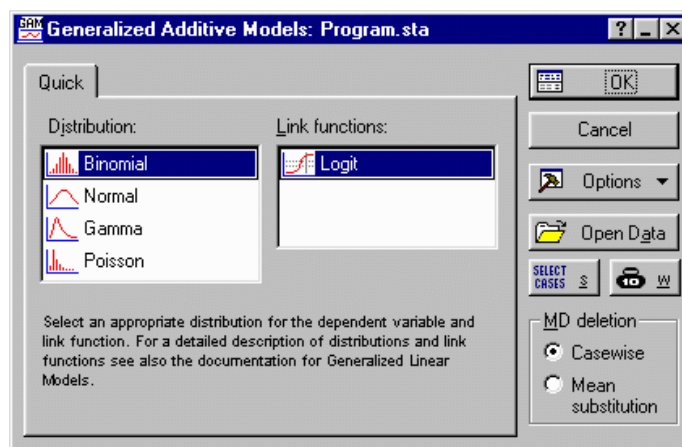 GAM Generalized Additive Models: Program.sta
Quick
Distribution:
Binomial
Normal
Gamma
Poisson
Link functions:
Logit
Select an appropriate distribution for the dependent variable and
link function. For a detailed description of distributions and link
functions see also the documentation for Generalized Linear
Models.
OK
Cancel
Options
Open Data
SELECT
CASES S
W
MD deletion
Casewise
Mean
substitution